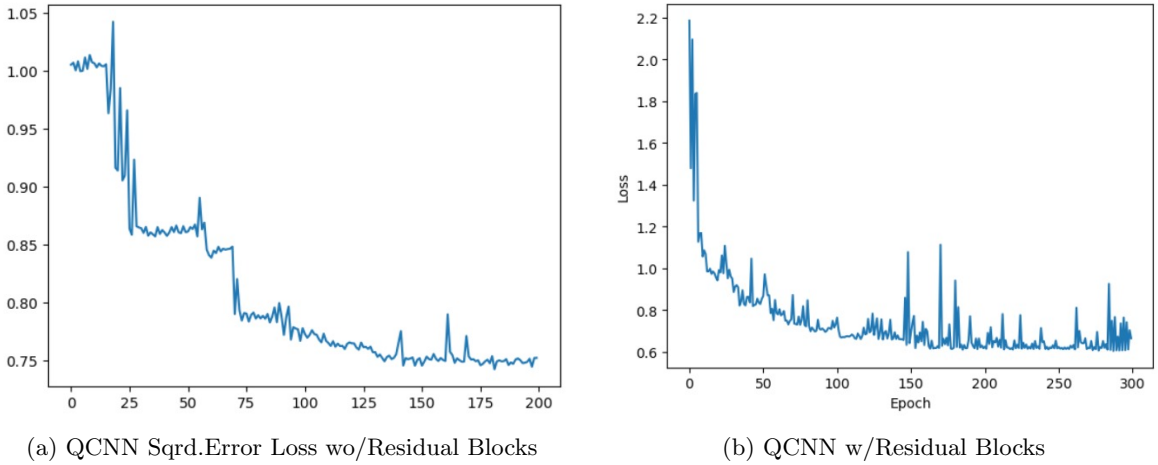 1.05
1.00
0.95
0.90
0.85
0.80
0.75
0 25 50 75 100 125 150 175 200
(a) QCNN Sqrd.Error Loss wo/Residual Blocks
2.2
2.0
1.8
1.6
1.4
1.2
1.0
0.8
0.6
Loss
0 50 100 150 200 250 300
Epoch
(b) QCNN w/Residual Blocks